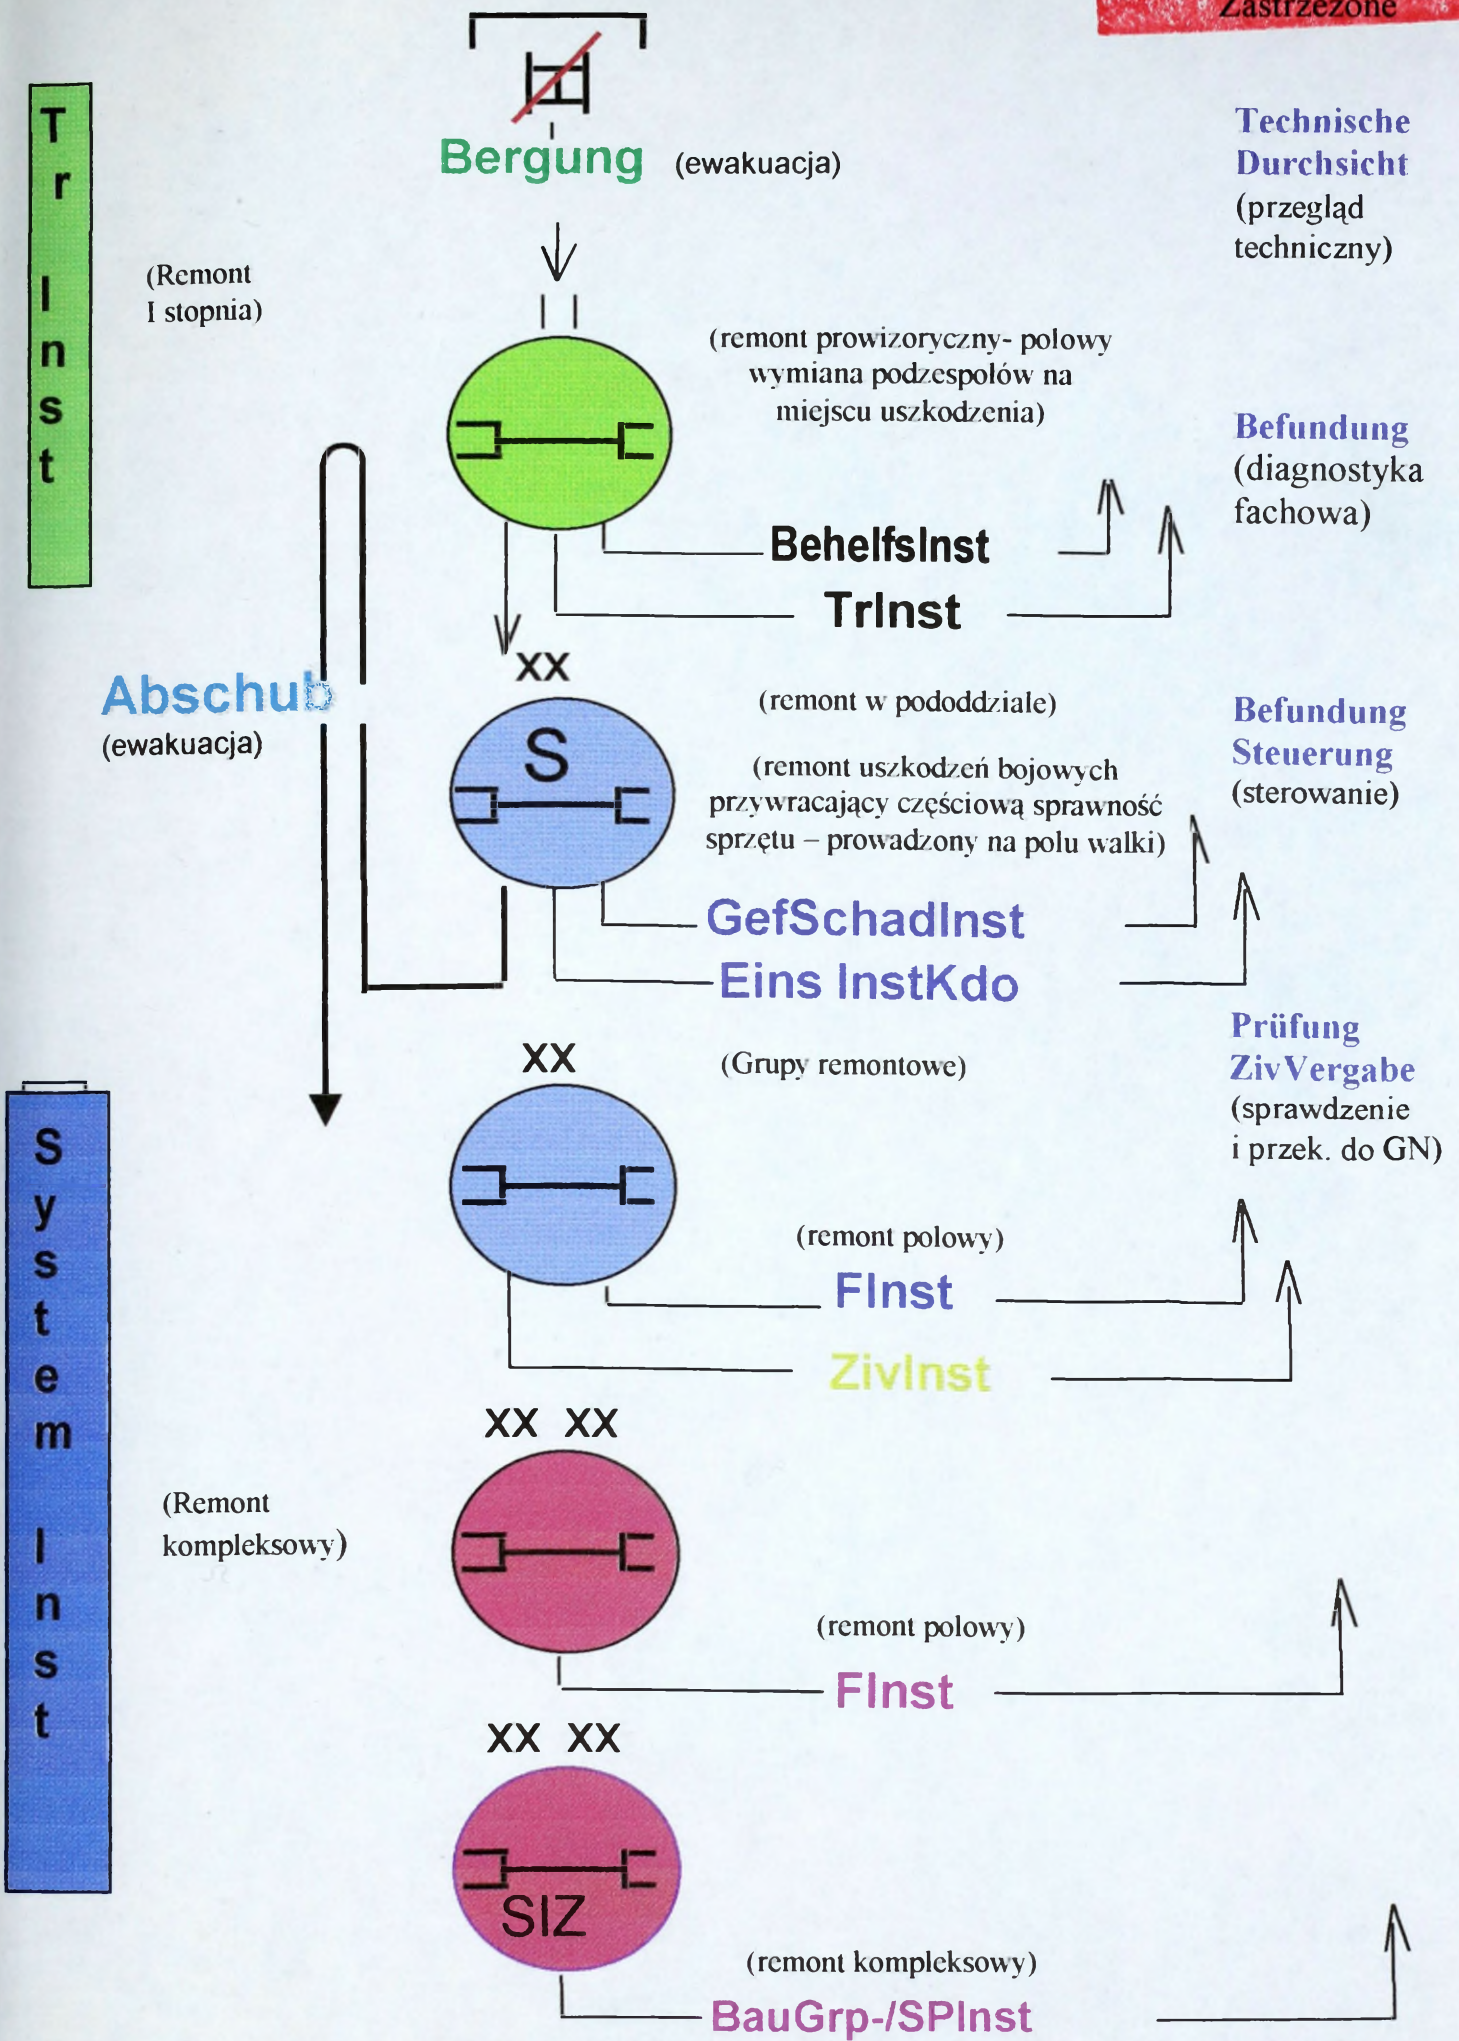 Zastrzeżone
Bergung (ewakuacja)
Technische
Durchsicht
(przegląd
techniczny)
Tr Inst
(Remont
I stopnia)
(remont prowizoryczny- polowy
wymiana podzespołów na
miejscu uszkodzenia)
Befundung
(diagnostyka
fachowa)
BehelfsInst
TrInst
XX
Abschub
(ewakuacja)
S
(remont w pododdziale)
(remont uszkodzeń bojowych
przywracający częściową sprawność
sprzętu – prowadzony na polu walki)
Befundung
Steuerung
(sterowanie)
GefSchadInst
Eins InstKdo
XX
(Grupy remontowe)
Prüfung
ZivVergabe
(sprawdzenie
i przek. do GN)
System Inst
(remont polowy)
FInst
ZivInst
XX XX
(Remont
kompleksowy)
(remont polowy)
FInst
XX XX
SIZ
(remont kompleksowy)
BauGrp-/SPInst